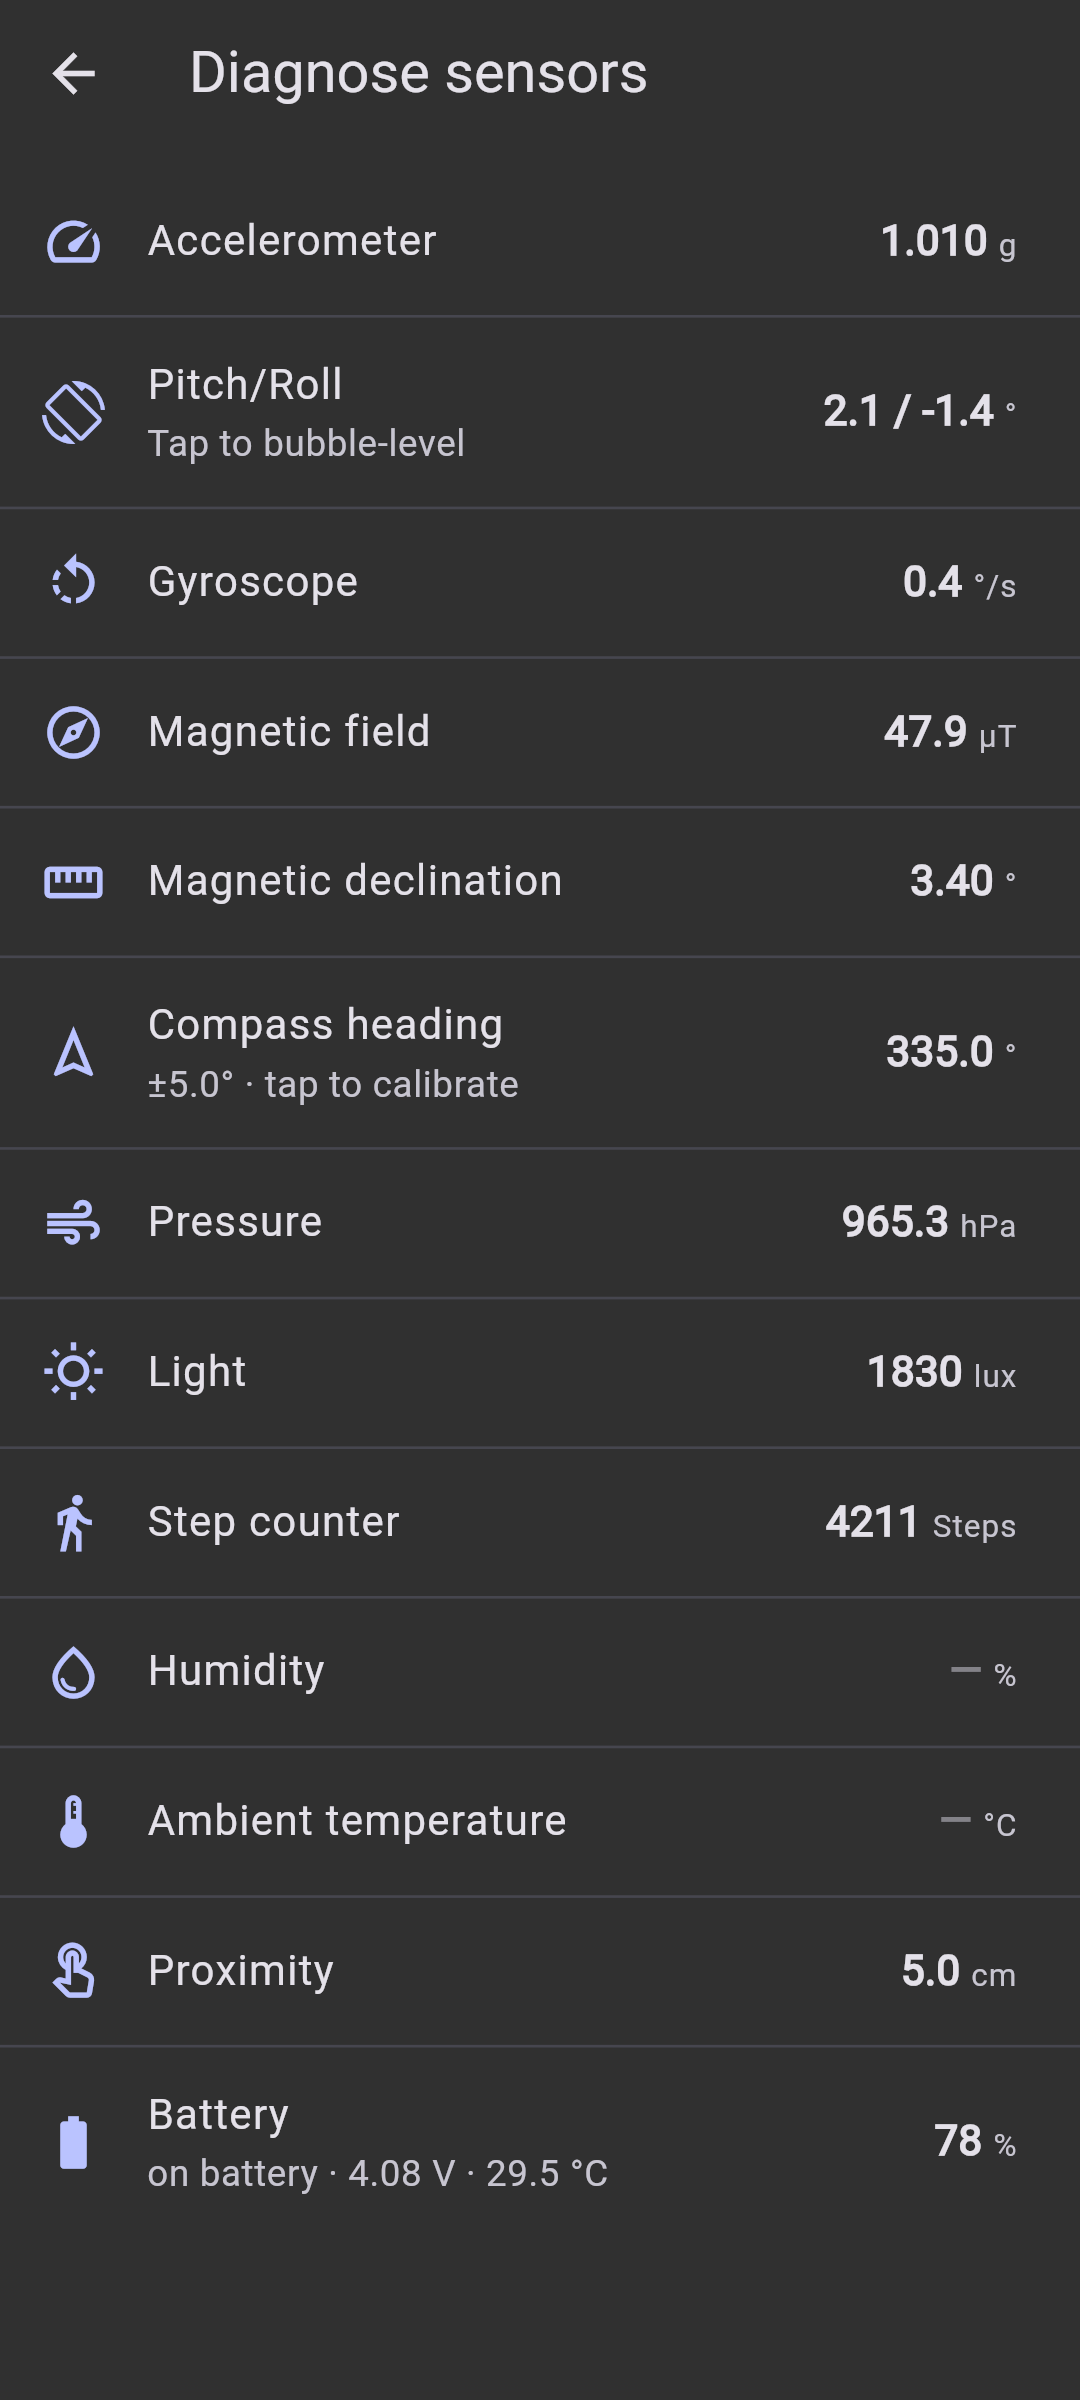 Diagnose sensors
Accelerometer 1.010 g
Pitch/Roll
Tap to bubble-level
2.1 / -1.4 °
Gyroscope 0.4 °/s
Magnetic field 47.9 µT
Magnetic declination 3.40 °
Compass heading
±5.0° · tap to calibrate
335.0 °
Pressure 965.3 hPa
Light 1830 lux
Step counter 4211 Steps
Humidity — %
Ambient temperature — °C
Proximity 5.0 cm
Battery
on battery · 4.08 V · 29.5 °C
78 %